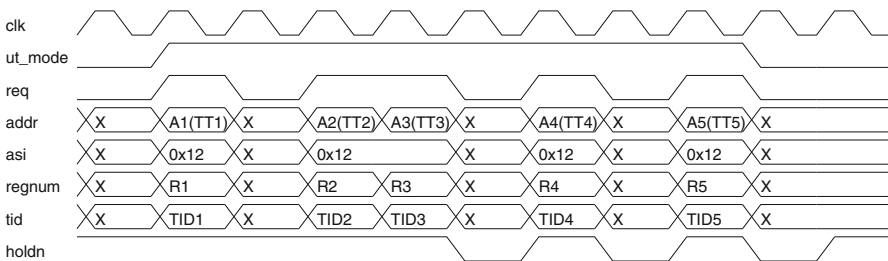 clk
ut_mode
req
addr X A1(TT1) X A2(TT2) A3(TT3) X A4(TT4) X A5(TT5) X
asi X 0x12 X 0x12 X 0x12 X 0x12 X
regnum X R1 X R2 R3 X R4 X R5 X
tid X TID1 X TID2 TID3 X TID4 X TID5 X
holdn